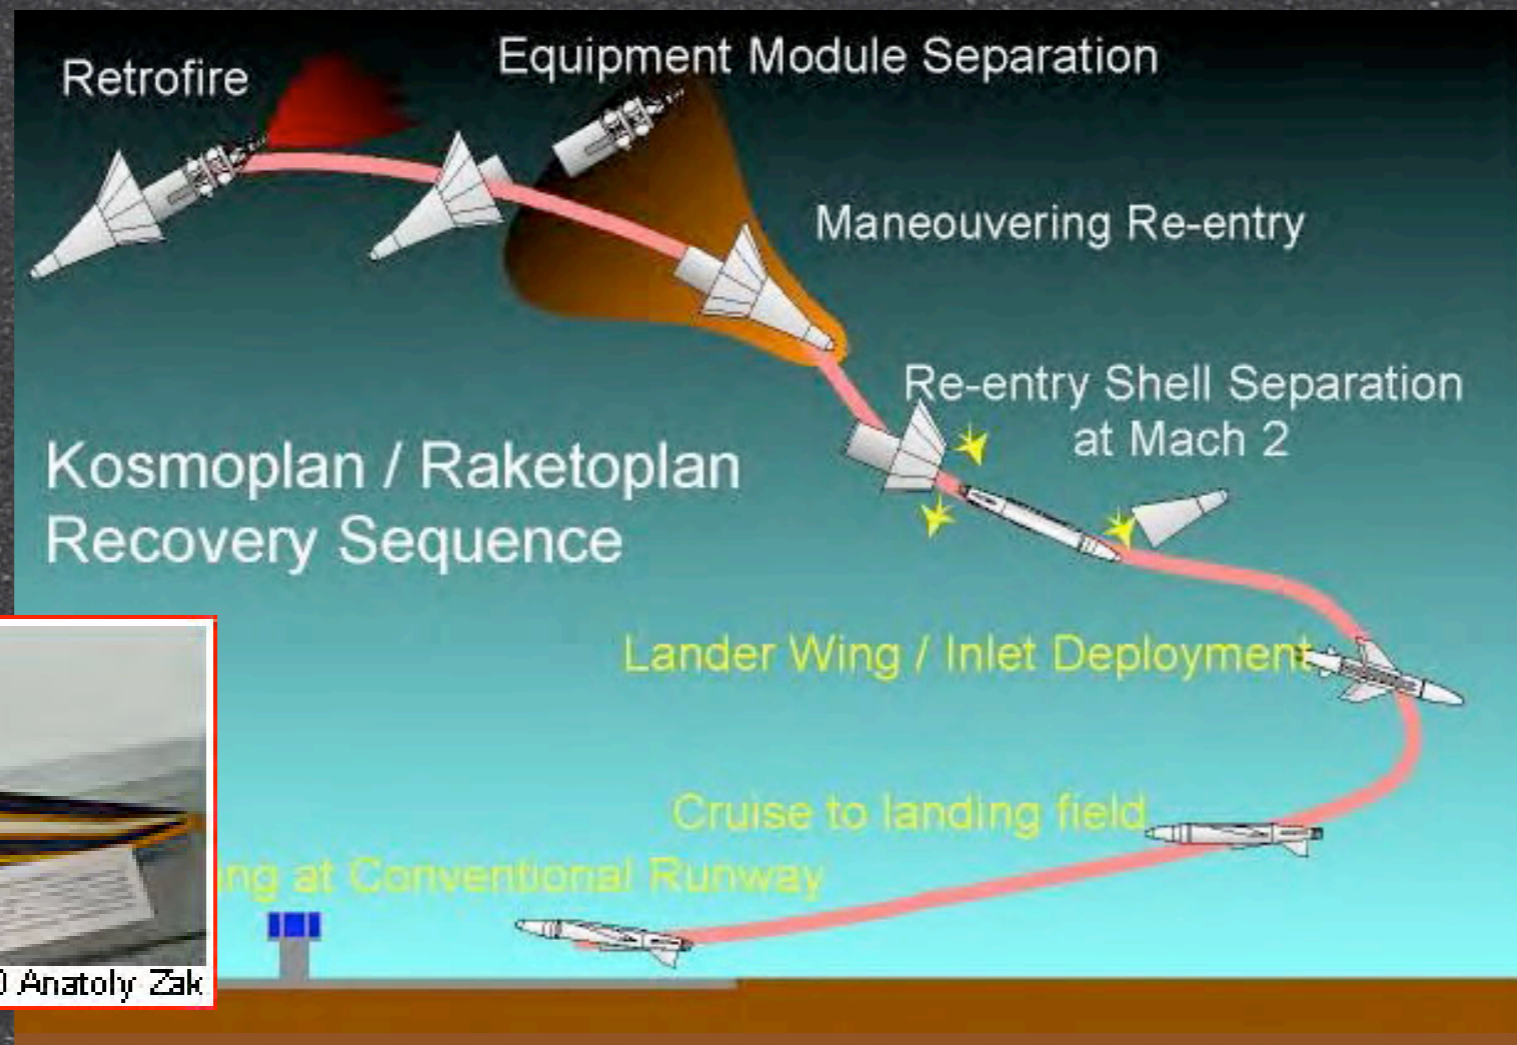 Retrofire
Equipment Module Separation
Maneouvering Re-entry
Re-entry Shell Separation
at Mach 2
Kosmoplan / Raketoplan
Recovery Sequence
Lander Wing / Inlet Deployment
Cruise to landing field
at Conventional Runway
Anatoly Zak